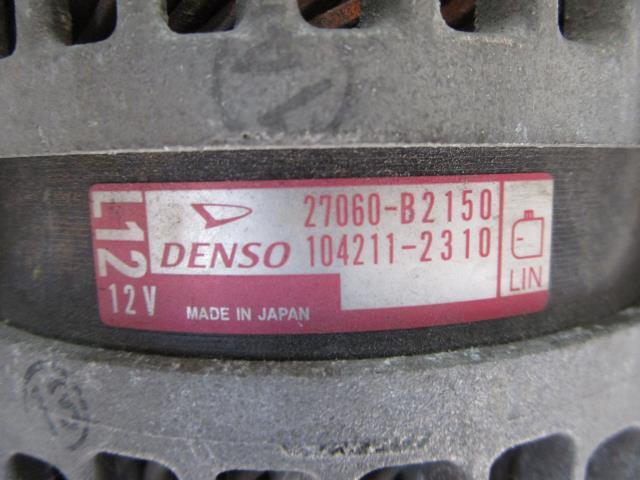 L12
12V
27060-B2150
DENSO 104211-2310
MADE IN JAPAN
LIN